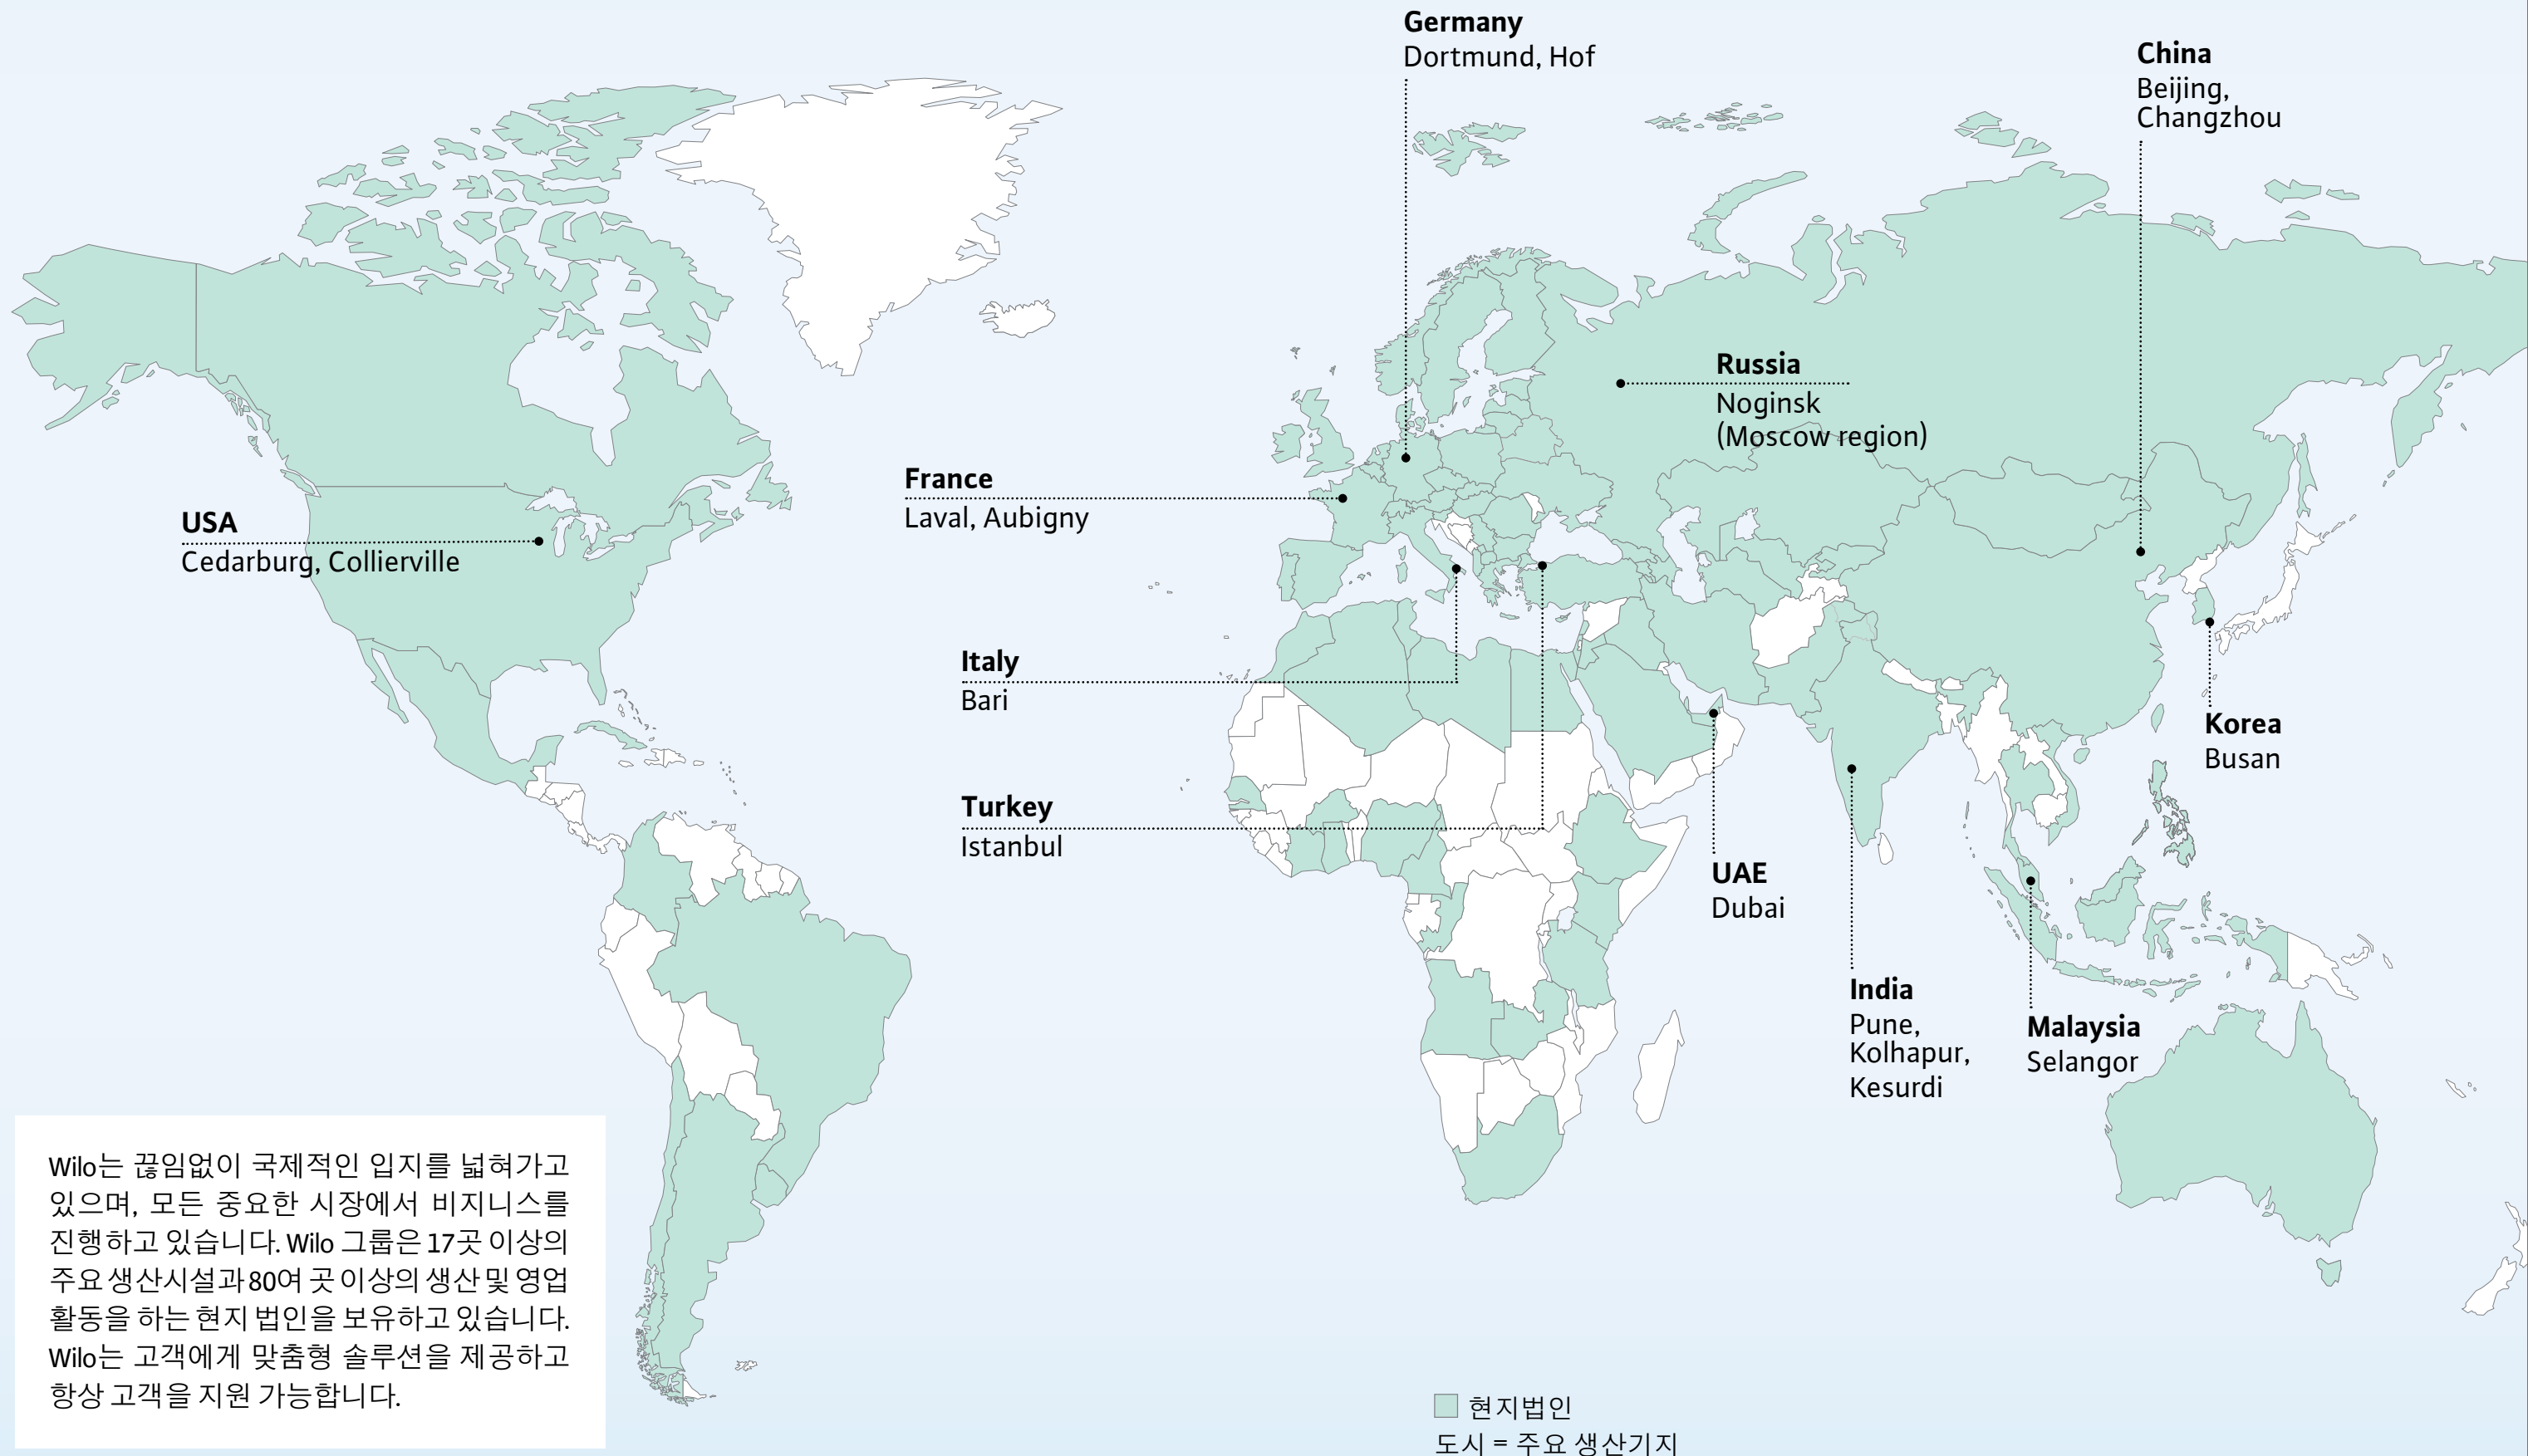 Germany
Dortmund, Hof
China
Beijing,
Changzhou
Russia
Noginsk
(Moscow region)
France
Laval, Aubigny
USA
Cedarburg, Collierville
Italy
Bari
Korea
Busan
Turkey
Istanbul
UAE
Dubai
India
Pune,
Kolhapur,
Kesurdi
Malaysia
Selangor
Wilo는 끊임없이 국제적인 입지를 넓혀가고
있으며, 모든 중요한 시장에서 비지니스를
진행하고 있습니다. Wilo 그룹은 17곳 이상의
주요 생산시설과 80여 곳 이상의 생산 및 영업
활동을 하는 현지 법인을 보유하고 있습니다.
Wilo는 고객에게 맞춤형 솔루션을 제공하고
항상 고객을 지원 가능합니다.
현지법인
도시 = 주요 생산기지